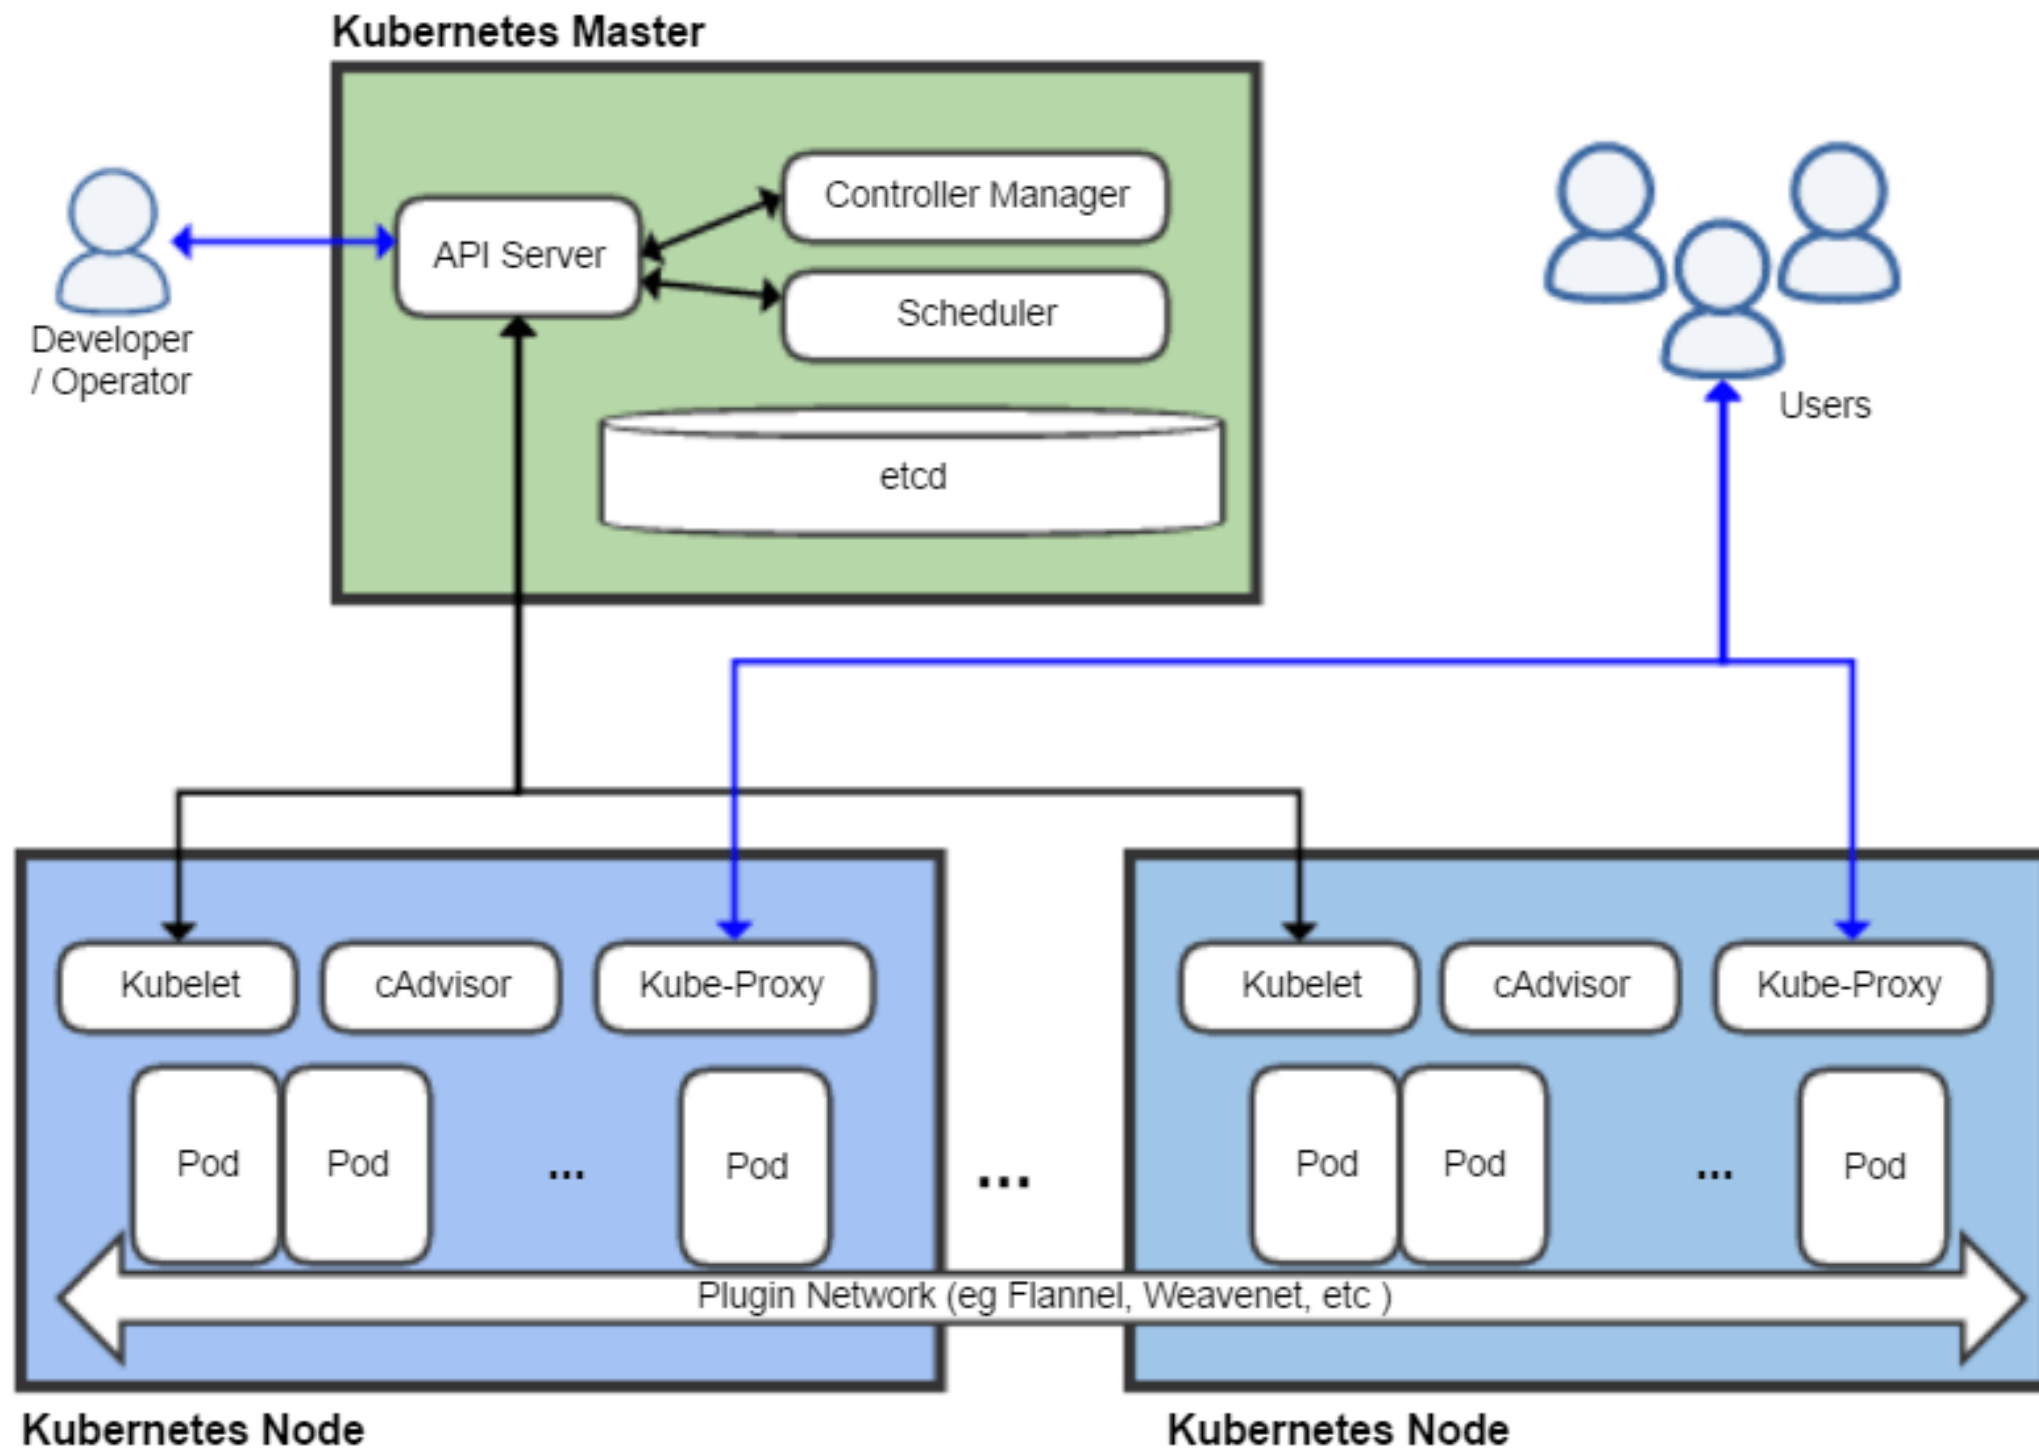 Kubernetes Master
Controller Manager
API Server
Scheduler
Developer
/ Operator
Users
etcd
Kubelet
cAdvisor
Kube-Proxy
Kubelet
cAdvisor
Kube-Proxy
Pod
Pod
...
Pod
...
Pod
Pod
...
Pod
Plugin Network (eg Flannel, Weavenet, etc )
Kubernetes Node
Kubernetes Node